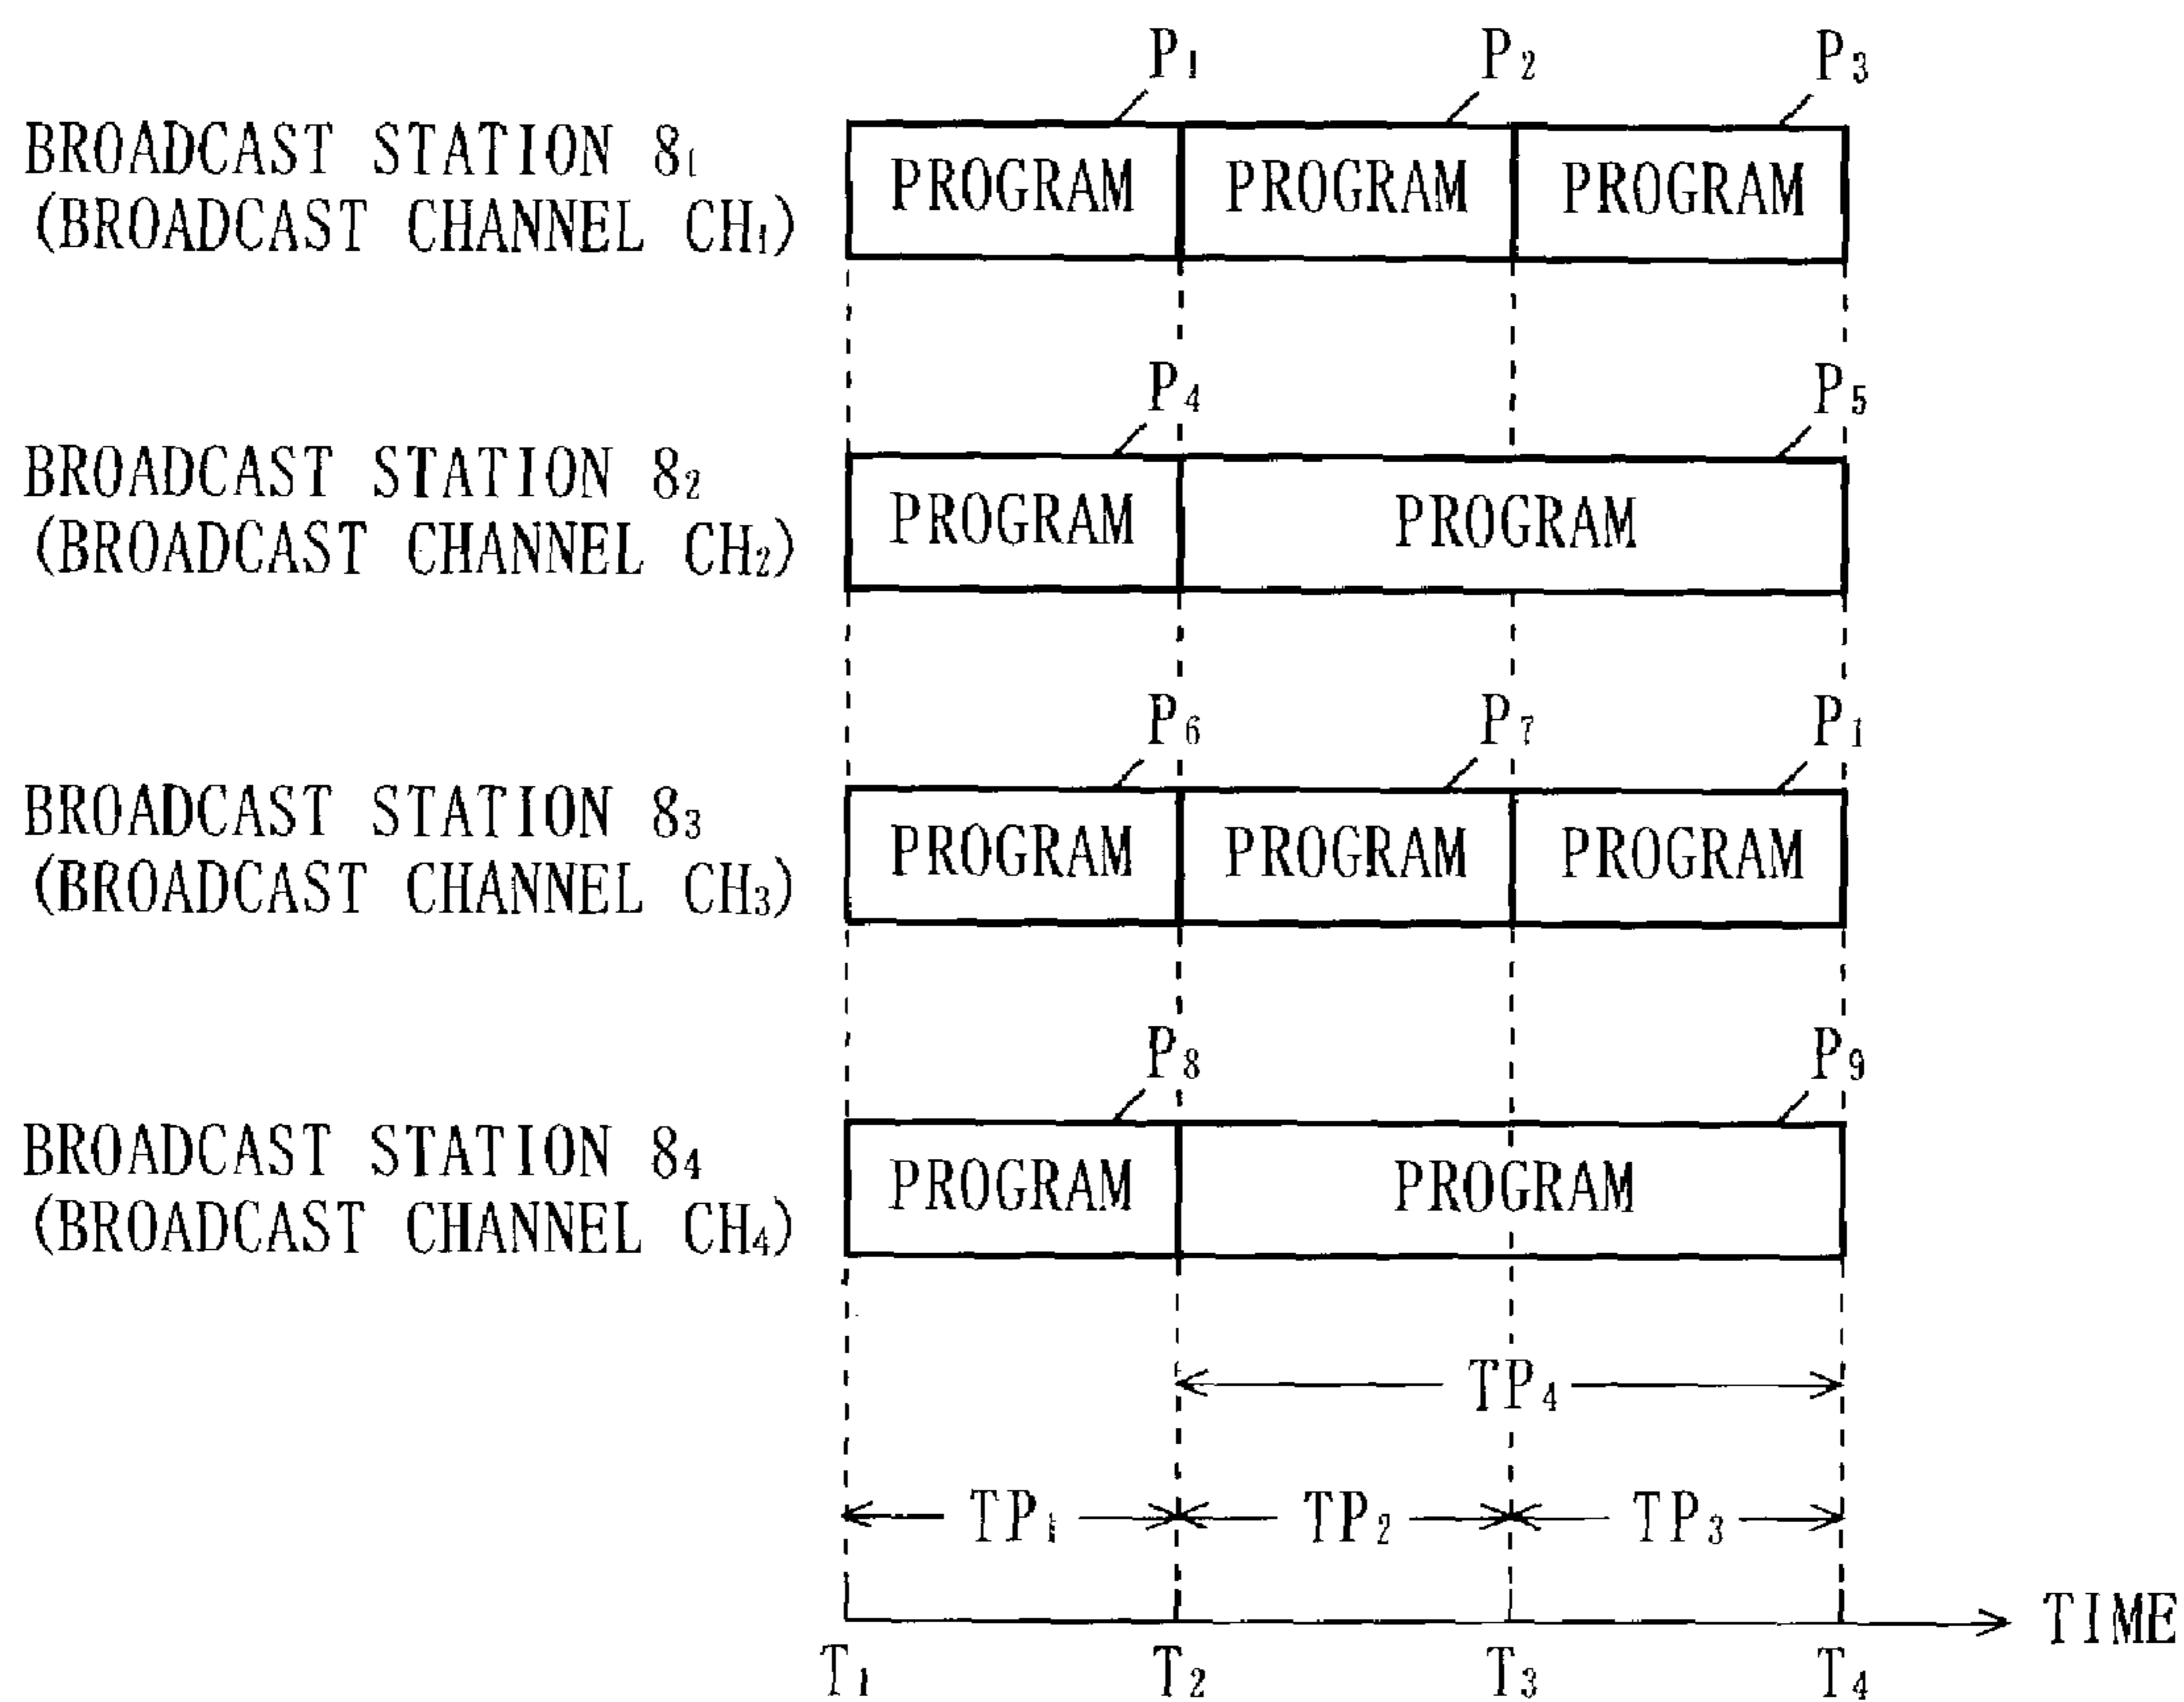 P₁ P₂ P₃
BROADCAST STATION 8₁
(BROADCAST CHANNEL CH₁)
PROGRAM PROGRAM PROGRAM
P₄ P₅
BROADCAST STATION 8₂
(BROADCAST CHANNEL CH₂)
PROGRAM PROGRAM
P₆ P₇ P₁
BROADCAST STATION 8₃
(BROADCAST CHANNEL CH₃)
PROGRAM PROGRAM PROGRAM
P₈ P₉
BROADCAST STATION 8₄
(BROADCAST CHANNEL CH₄)
PROGRAM PROGRAM
TP₄
TP₁ TP₂ TP₃
TIME
T₁ T₂ T₃ T₄